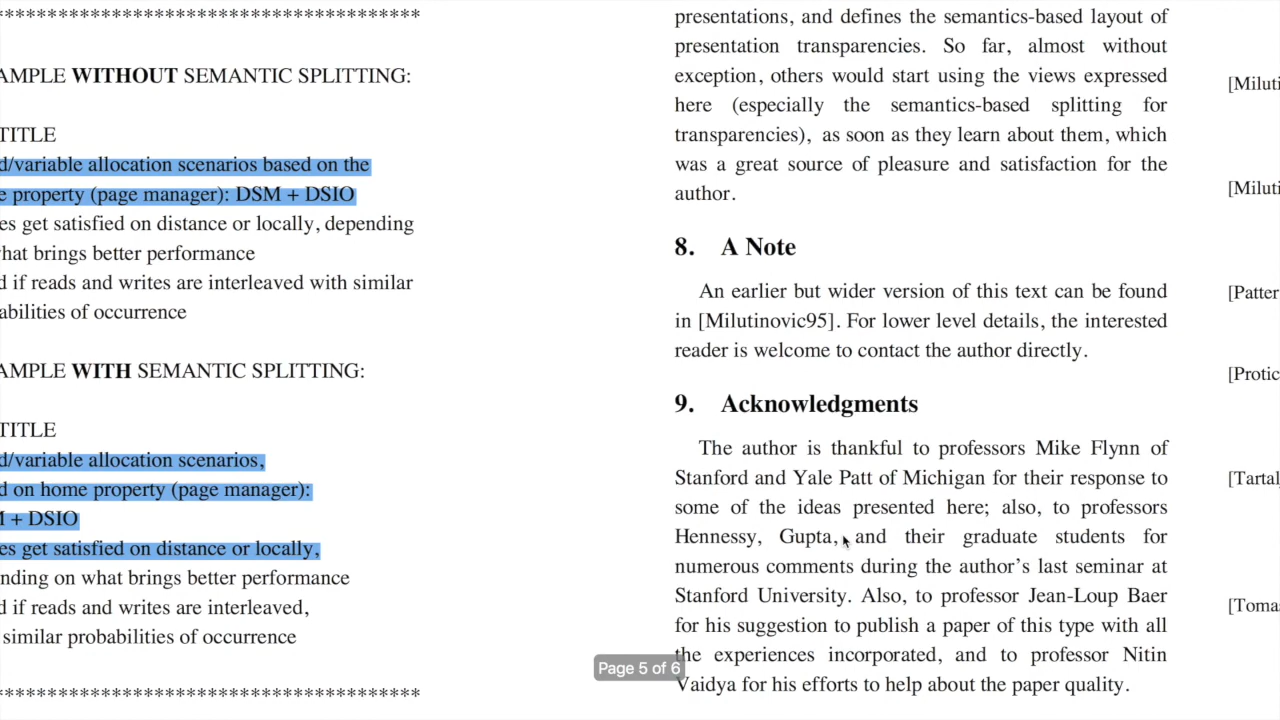 ********************************************
AMPLE WITHOUT SEMANTIC SPLITTING:
TITLE
d/variable allocation scenarios based on the
e property (page manager): DSM + DSIO
es get satisfied on distance or locally, depending
hat brings better performance
d if reads and writes are interleaved with similar
abilities of occurrence
AMPLE WITH SEMANTIC SPLITTING:
TITLE
d/variable allocation scenarios,
d on home property (page manager):
M + DSIO
es get satisfied on distance or locally,
nding on what brings better performance
d if reads and writes are interleaved,
similar probabilities of occurrence
********************************************
presentations, and defines the semantics-based layout of
presentation transparencies. So far, almost without
exception, others would start using the views expressed
here (especially the semantics-based splitting for
transparencies), as soon as they learn about them, which
was a great source of pleasure and satisfaction for the
author.
8. A Note
An earlier but wider version of this text can be found
in [Milutinovic95]. For lower level details, the interested
reader is welcome to contact the author directly.
9. Acknowledgments
The author is thankful to professors Mike Flynn of
Stanford and Yale Patt of Michigan for their response to
some of the ideas presented here; also, to professors
Hennessy, Gupta, and their graduate students for
numerous comments during the author's last seminar at
Stanford University. Also, to professor Jean-Loup Baer
for his suggestion to publish a paper of this type with all
the experiences incorporated, and to professor Nitin
Vaidya for his efforts to help about the paper quality.
Page 5 of 6
[Miluti
[Miluti
[Patter
[Protic
[Tartal
[Toma